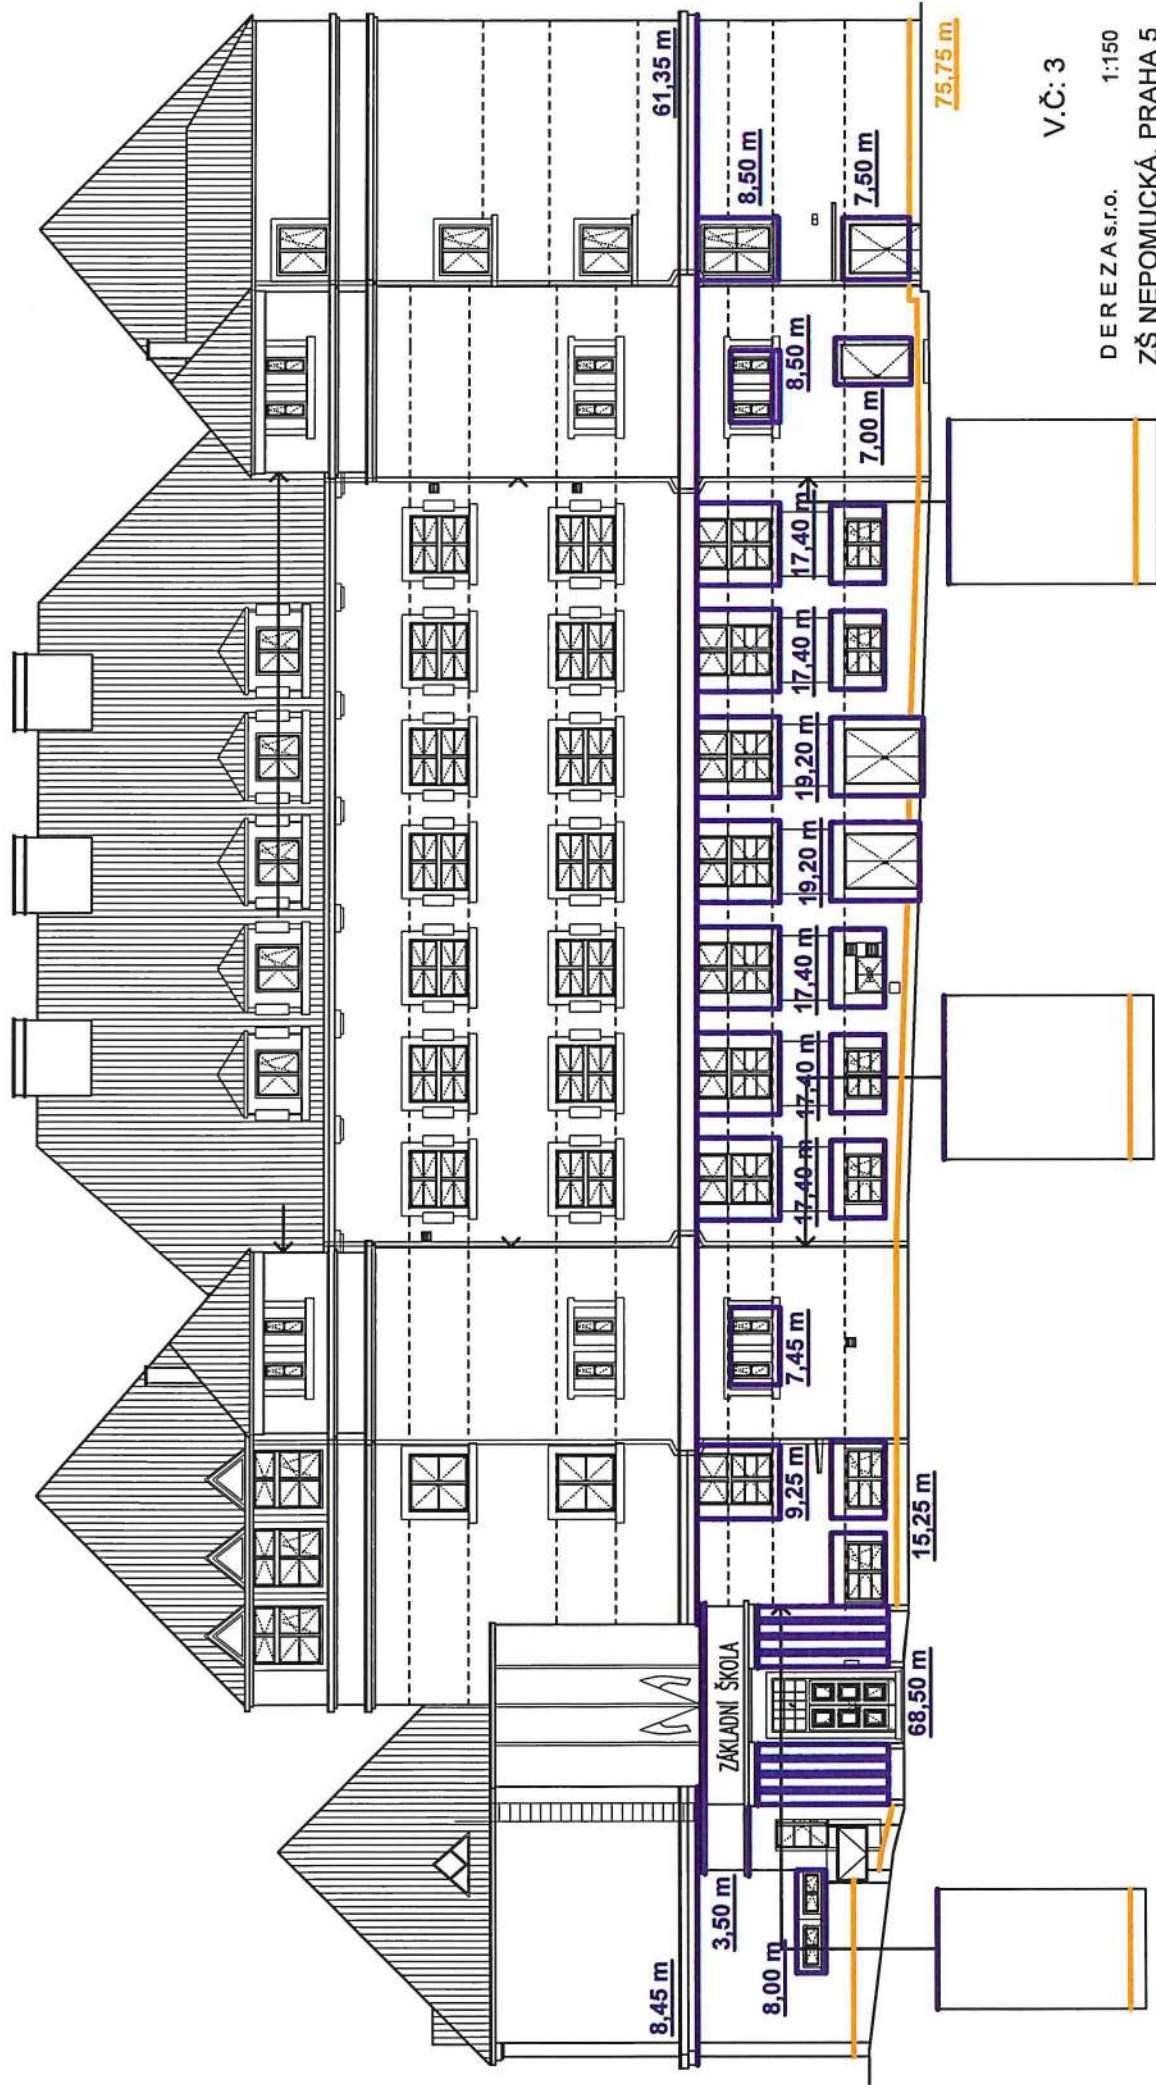 61,35 m
8,45 m
3,50 m
8,00 m
ZÁKLADNÍ ŠKOLA
68,50 m
9,25 m
15,25 m
7,45 m
17,40 m
17,40 m
17,40 m
19,20 m
19,20 m
17,40 m
17,40 m
8,50 m
7,00 m
8,50 m
7,50 m
75,75 m
V.Č: 3
D E R E Z A s.r.o. 1:150
ZŠ NEPOMUCKÁ, PRAHA 5